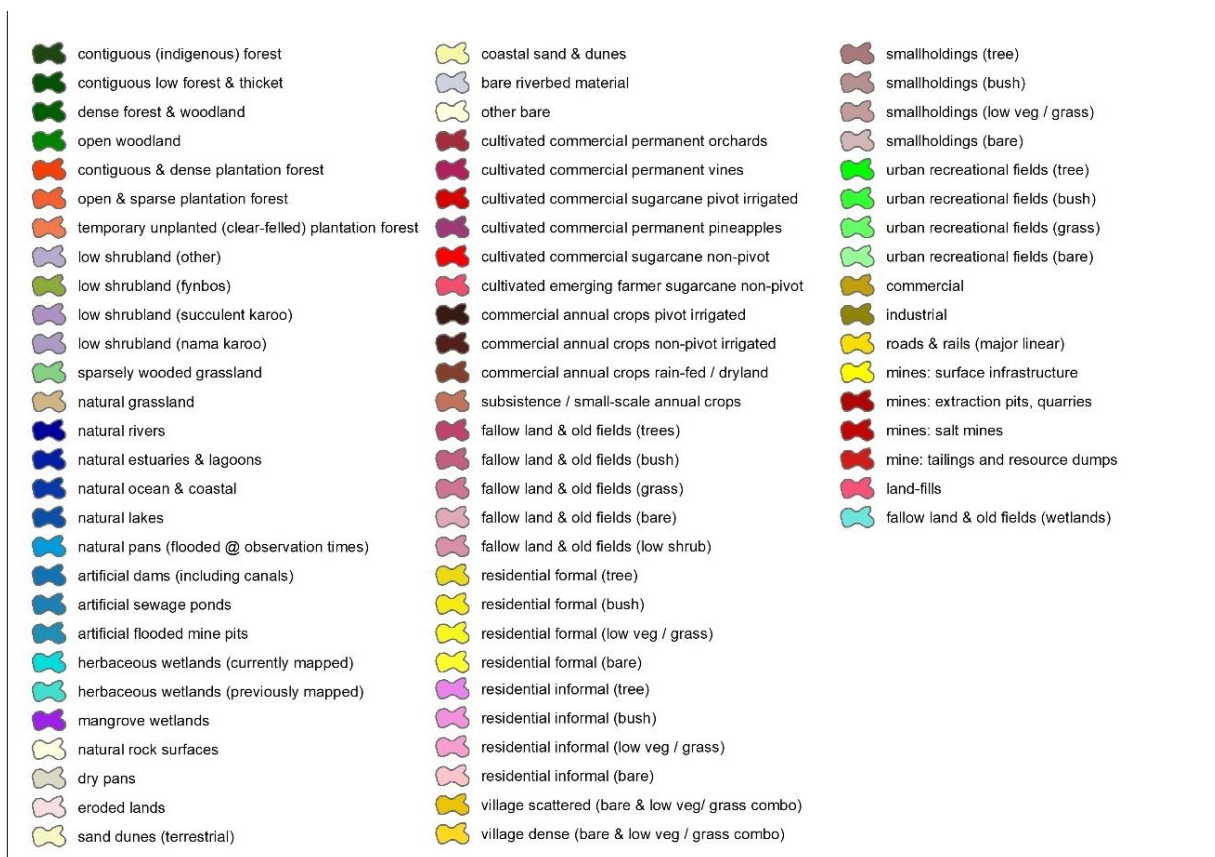 contiguous (indigenous) forest
contiguous low forest & thicket
dense forest & woodland
open woodland
contiguous & dense plantation forest
open & sparse plantation forest
temporary unplanted (clear-felled) plantation forest
low shrubland (other)
low shrubland (fynbos)
low shrubland (succulent karoo)
low shrubland (nama karoo)
sparsely wooded grassland
natural grassland
natural rivers
natural estuaries & lagoons
natural ocean & coastal
natural lakes
natural pans (flooded @ observation times)
artificial dams (including canals)
artificial sewage ponds
artificial flooded mine pits
herbaceous wetlands (currently mapped)
herbaceous wetlands (previously mapped)
mangrove wetlands
natural rock surfaces
dry pans
eroded lands
sand dunes (terrestrial)
coastal sand & dunes
bare riverbed material
other bare
cultivated commercial permanent orchards
cultivated commercial permanent vines
cultivated commercial sugarcane pivot irrigated
cultivated commercial permanent pineapples
cultivated commercial sugarcane non-pivot
cultivated emerging farmer sugarcane non-pivot
commercial annual crops pivot irrigated
commercial annual crops non-pivot irrigated
commercial annual crops rain-fed / dryland
subsistence / small-scale annual crops
fallow land & old fields (trees)
fallow land & old fields (bush)
fallow land & old fields (grass)
fallow land & old fields (bare)
fallow land & old fields (low shrub)
residential formal (tree)
residential formal (bush)
residential formal (low veg / grass)
residential formal (bare)
residential informal (tree)
residential informal (bush)
residential informal (low veg / grass)
residential informal (bare)
village scattered (bare & low veg/ grass combo)
village dense (bare & low veg / grass combo)
smallholdings (tree)
smallholdings (bush)
smallholdings (low veg / grass)
smallholdings (bare)
urban recreational fields (tree)
urban recreational fields (bush)
urban recreational fields (grass)
urban recreational fields (bare)
commercial
industrial
roads & rails (major linear)
mines: surface infrastructure
mines: extraction pits, quarries
mines: salt mines
mine: tailings and resource dumps
land-fills
fallow land & old fields (wetlands)